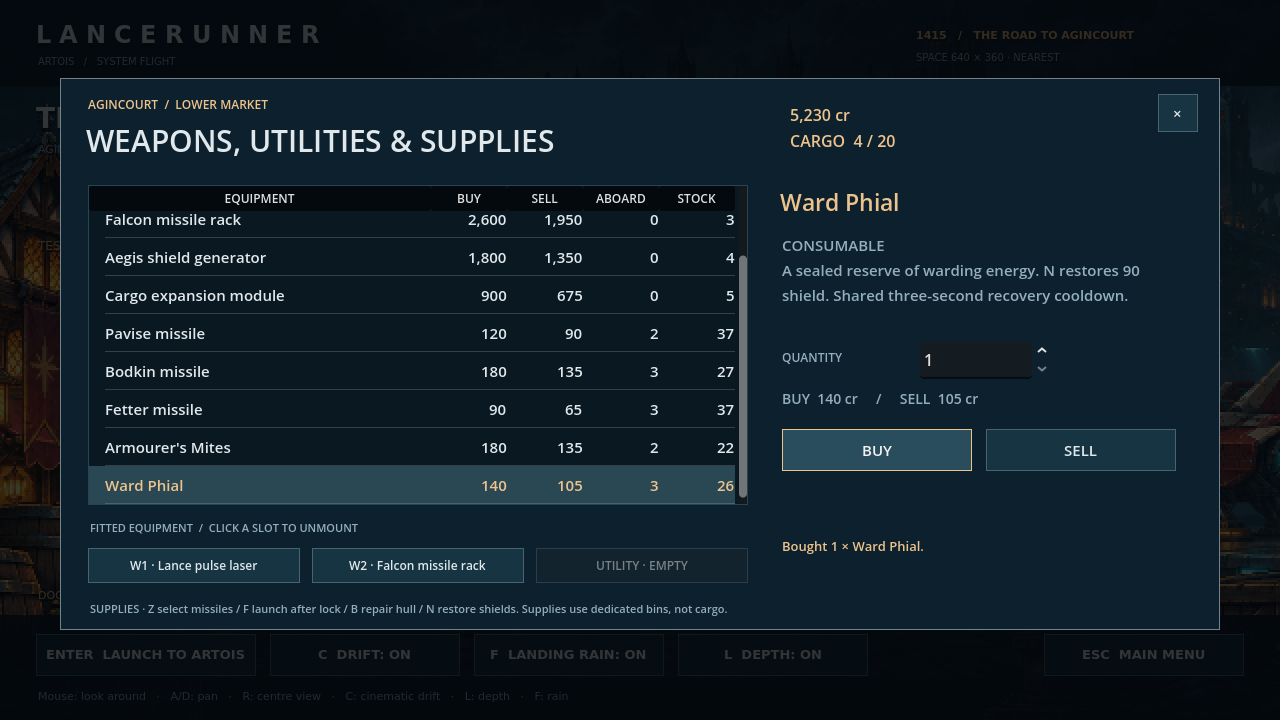 LANCERUNNER
ARTOIS / SYSTEM FLIGHT
1415 / THE ROAD TO AGINCOURT
SPACE 640 × 360 · NEAREST
AGINCOURT / LOWER MARKET
WEAPONS, UTILITIES & SUPPLIES
5,230 cr
CARGO 4 / 20
×
EQUIPMENT BUY SELL ABOARD STOCK
Falcon missile rack 2,600 1,950 0 3
Aegis shield generator 1,800 1,350 0 4
Cargo expansion module 900 675 0 5
Pavise missile 120 90 2 37
Bodkin missile 180 135 3 27
Fetter missile 90 65 3 37
Armourer's Mites 180 135 2 22
Ward Phial 140 105 3 26
FITTED EQUIPMENT / CLICK A SLOT TO UNMOUNT
W1 · Lance pulse laser
W2 · Falcon missile rack
UTILITY · EMPTY
SUPPLIES · Z select missiles / F launch after lock / B repair hull / N restore shields. Supplies use dedicated bins, not cargo.
Ward Phial
CONSUMABLE
A sealed reserve of warding energy. N restores 90
shield. Shared three-second recovery cooldown.
QUANTITY 1
BUY 140 cr / SELL 105 cr
BUY
SELL
Bought 1 × Ward Phial.
ENTER LAUNCH TO ARTOIS
C DRIFT: ON
F LANDING RAIN: ON
L DEPTH: ON
ESC MAIN MENU
Mouse: look around · A/D: pan · R: centre view · C: cinematic drift · L: depth · F: rain